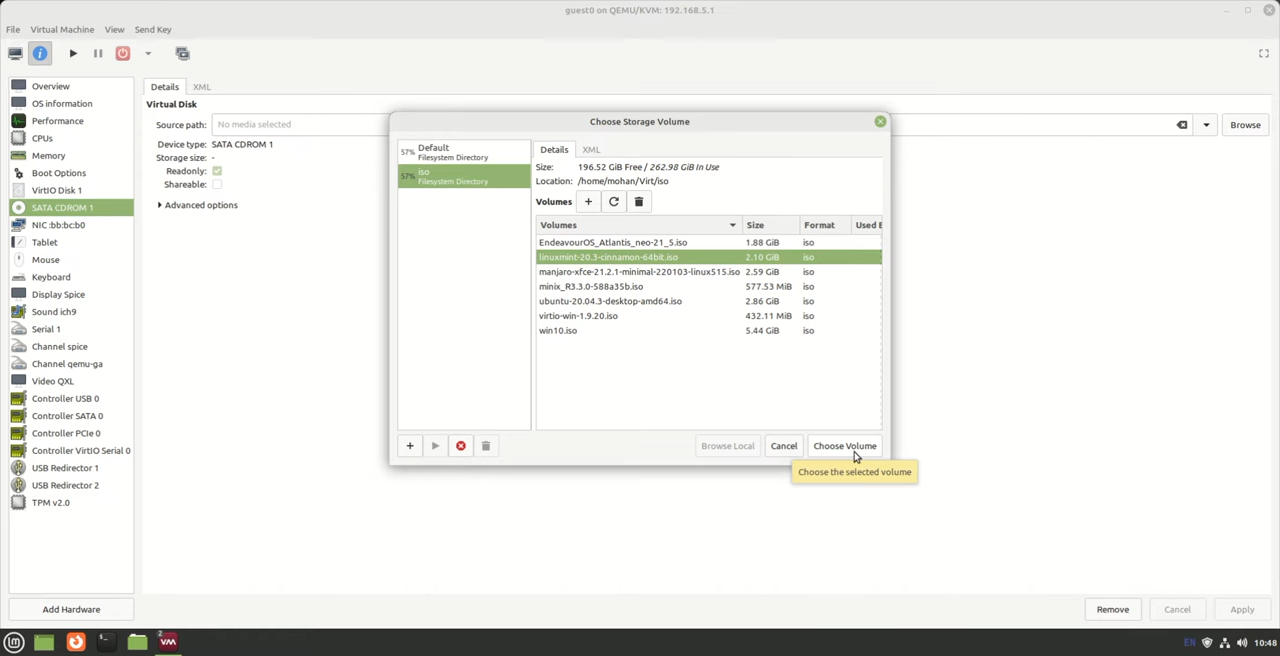 guest0 on QEMU/KVM: 192.168.5.1
File Virtual Machine View Send Key
Overview
OS information
Performance
CPUs
Memory
Boot Options
VirtIO Disk 1
SATA CDROM 1
NIC :bb:bc:b0
Tablet
Mouse
Keyboard
Display Spice
Sound ich9
Serial 1
Channel spice
Channel qemu-ga
Video QXL
Controller USB 0
Controller SATA 0
Controller PCIe 0
Controller VirtIO Serial 0
USB Redirector 1
USB Redirector 2
TPM v2.0
Add Hardware
Details XML
Virtual Disk
Source path: No media selected Browse
Device type: SATA CDROM 1
Storage size: -
Readonly:
Shareable:
Advanced options
Choose Storage Volume
57% Default
Filesystem Directory
57% iso
Filesystem Directory
Details XML
Size: 196.52 GiB Free / 262.98 GiB In Use
Location: /home/mohan/Virt/iso
Volumes
Volumes Size Format Used E
EndeavourOS_Atlantis_neo-21_5.iso 1.88 GiB iso
linuxmint-20.3-cinnamon-64bit.iso 2.10 GiB iso
manjaro-xfce-21.2.1-minimal-220103-linux515.iso 2.59 GiB iso
minix_R3.3.0-588a35b.iso 577.53 MiB iso
ubuntu-20.04.3-desktop-amd64.iso 2.86 GiB iso
virtio-win-1.9.20.iso 432.11 MiB iso
win10.iso 5.44 GiB iso
Browse Local Cancel Choose Volume
Choose the selected volume
Remove Cancel Apply
2
VM
EN 10:48